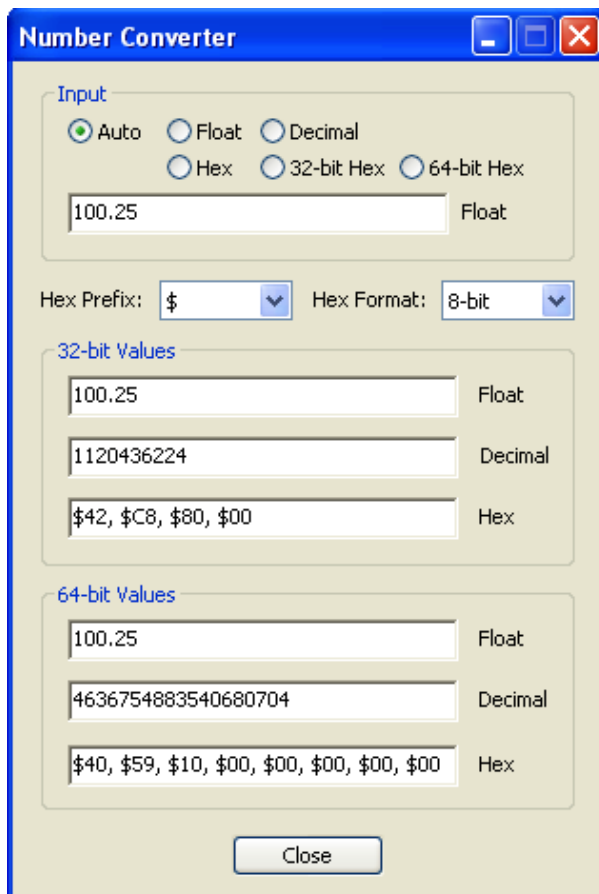 Number Converter
Input
Auto Float Decimal
Hex 32-bit Hex 64-bit Hex
100.25 Float
Hex Prefix: $ Hex Format: 8-bit
32-bit Values
100.25 Float
1120436224 Decimal
$42, $C8, $80, $00 Hex
64-bit Values
100.25 Float
4636754883540680704 Decimal
$40, $59, $10, $00, $00, $00, $00, $00 Hex
Close